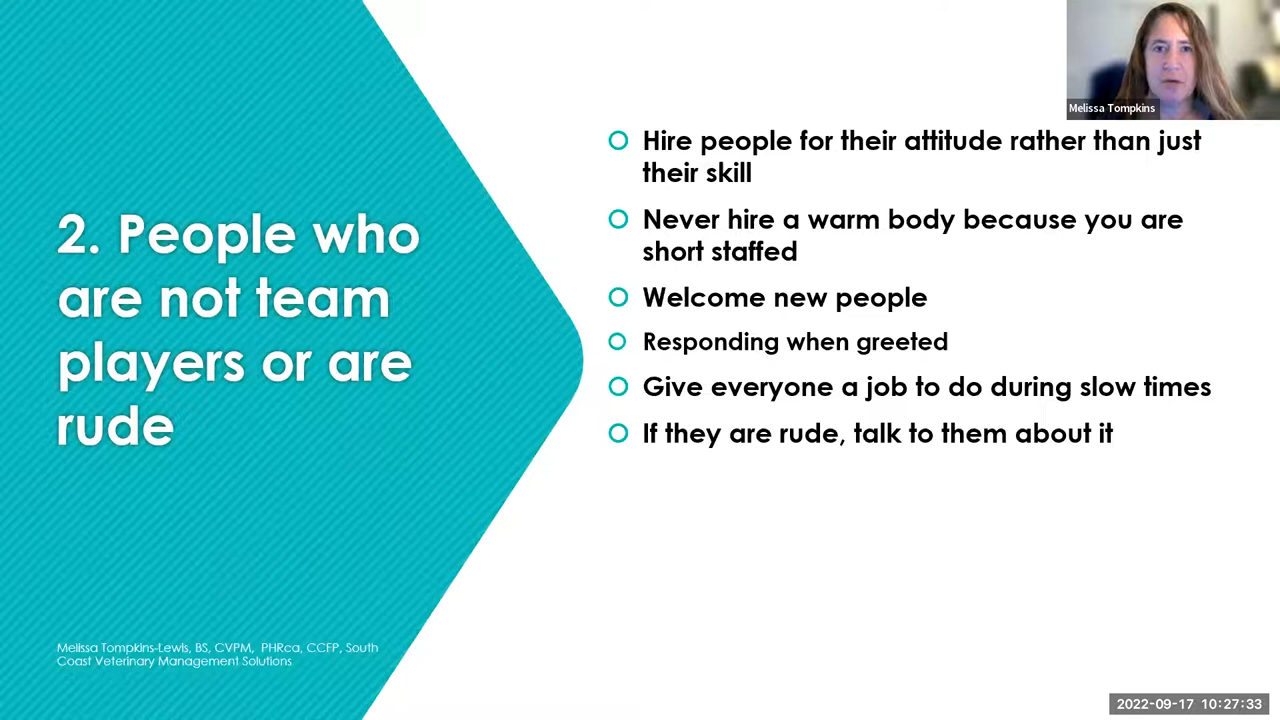 2. People who
are not team
players or are
rude
Melissa Tompkins-Lewis, BS, CVPM, PHRca, CCFP, South
Coast Veterinary Management Solutions
Melissa Tompkins
Hire people for their attitude rather than just
their skill
Never hire a warm body because you are
short staffed
Welcome new people
Responding when greeted
Give everyone a job to do during slow times
If they are rude, talk to them about it
2022-09-17 10:27:33